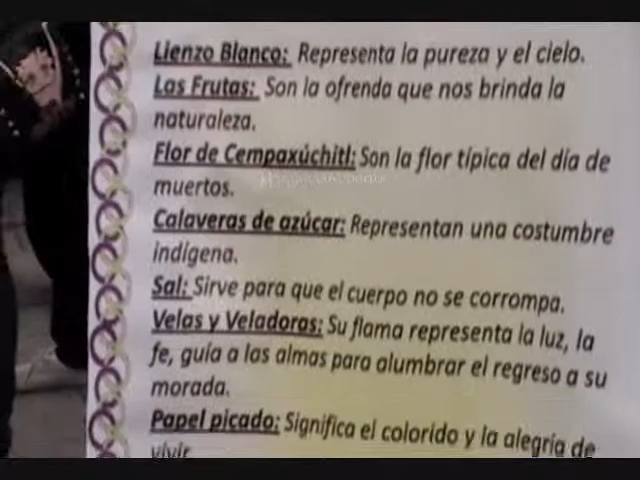 Lienzo Blanco: Representa la pureza y el cielo.
Las Frutas: Son la ofrenda que nos brinda la
naturaleza.
Flor de Cempaxúchitl: Son la flor típica del día de
muertos.
Calaveras de azúcar: Representan una costumbre
indígena.
Sal: Sirve para que el cuerpo no se corrompa.
Velas y Veladoras: Su flama representa la luz, la
fe, guía a las almas para alumbrar el regreso a su
morada.
Papel picado: Significa el colorido y la alegría de
vivir